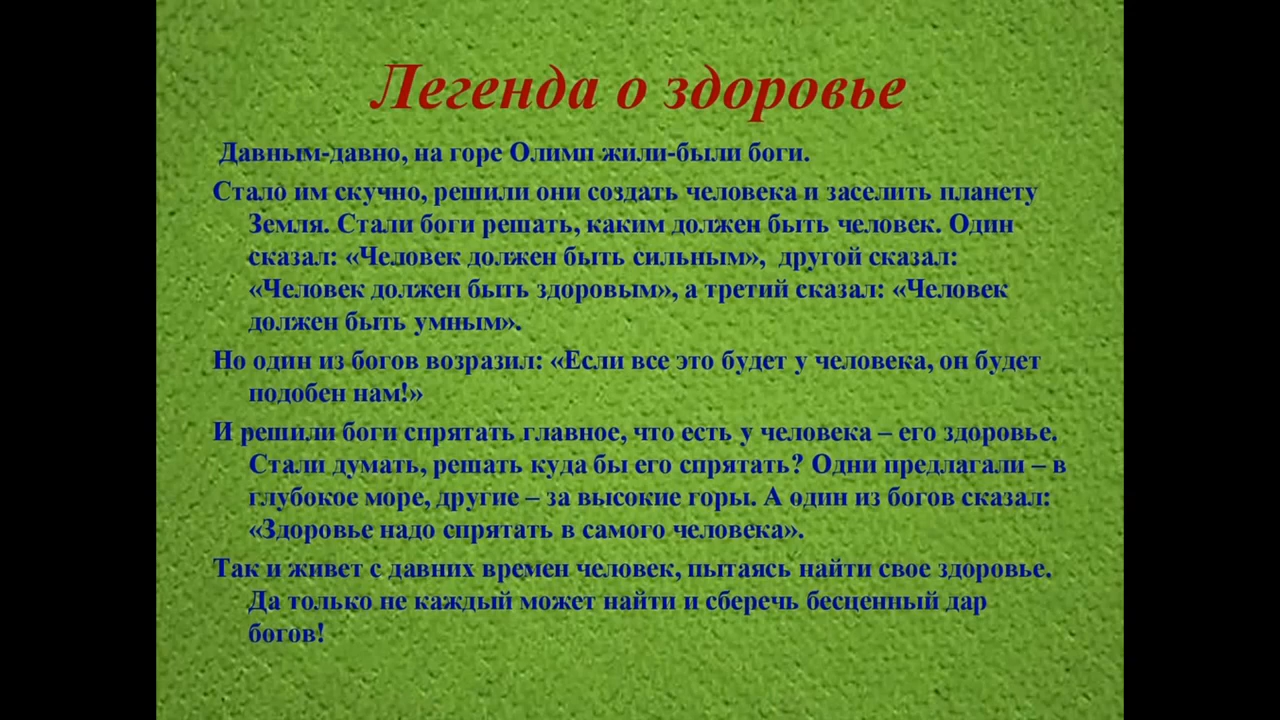 Легенда о здоровье
Давным-давно, на горе Олимп жили-были боги.
Стало им скучно, решили они создать человека и заселить планету
Земля. Стали боги решать, каким должен быть человек. Один
сказал: «Человек должен быть сильным», другой сказал:
«Человек должен быть здоровым», а третий сказал: «Человек
должен быть умным».
Но один из богов возразил: «Если все это будет у человека, он будет
подобен нам!»
И решили боги спрятать главное, что есть у человека – его здоровье.
Стали думать, решать куда бы его спрятать? Одни предлагали – в
глубокое море, другие – за высокие горы. А один из богов сказал:
«Здоровье надо спрятать в самого человека».
Так и живет с давних времен человек, пытаясь найти свое здоровье.
Да только не каждый может найти и сберечь бесценный дар
богов!